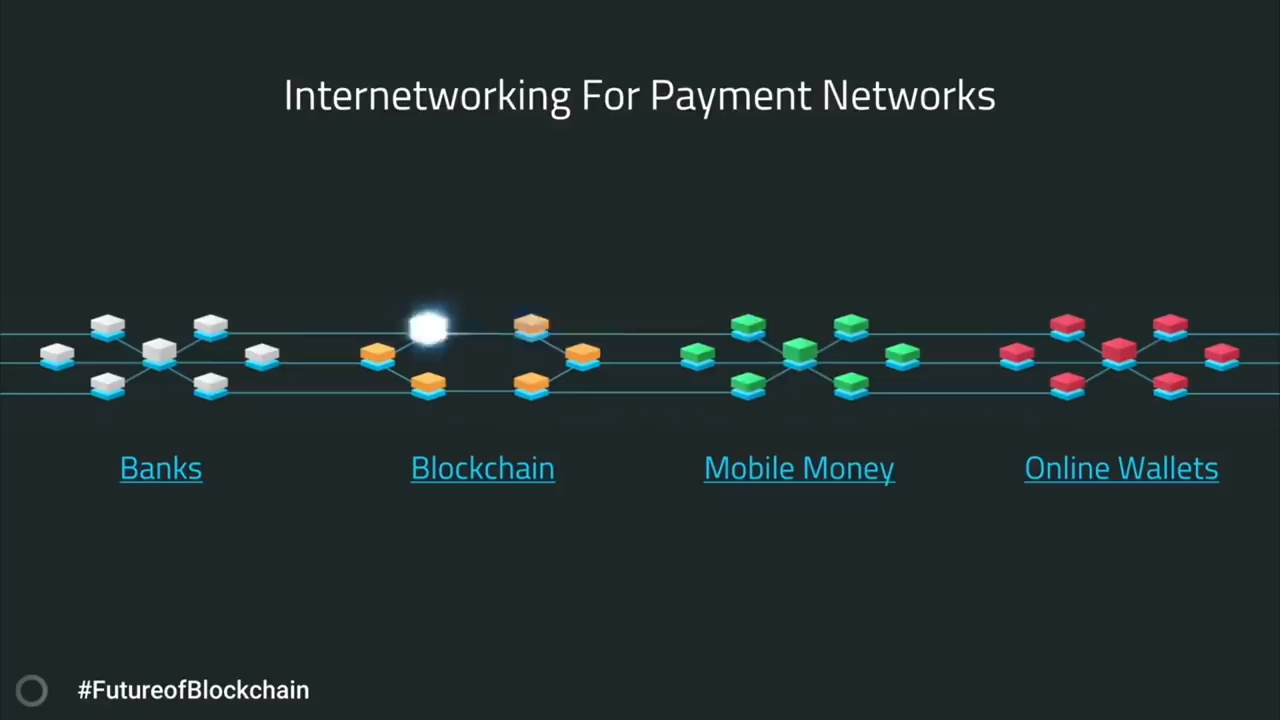 Internetworking For Payment Networks
Banks
Blockchain
Mobile Money
Online Wallets
#FutureofBlockchain